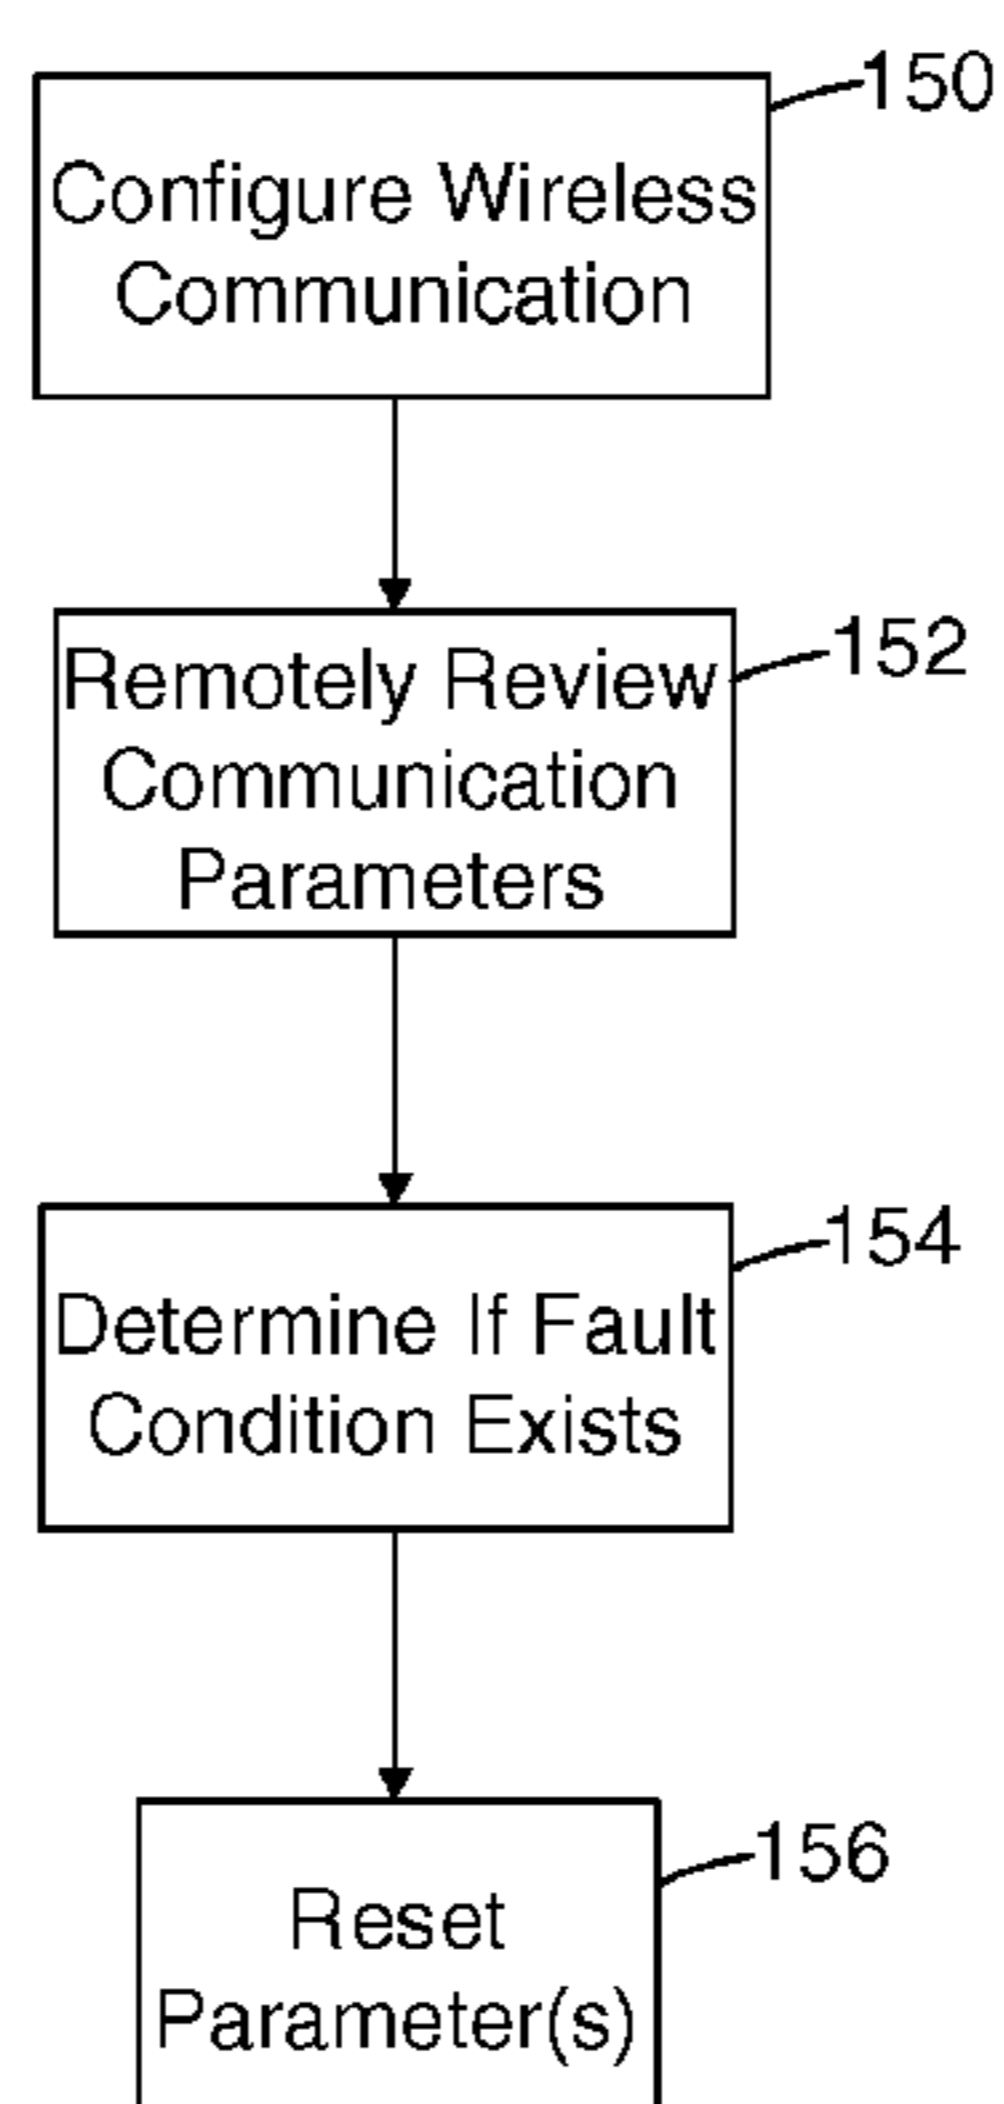 150
Configure Wireless
Communication
152
Remotely Review
Communication
Parameters
154
Determine If Fault
Condition Exists
156
Reset
Parameter(s)